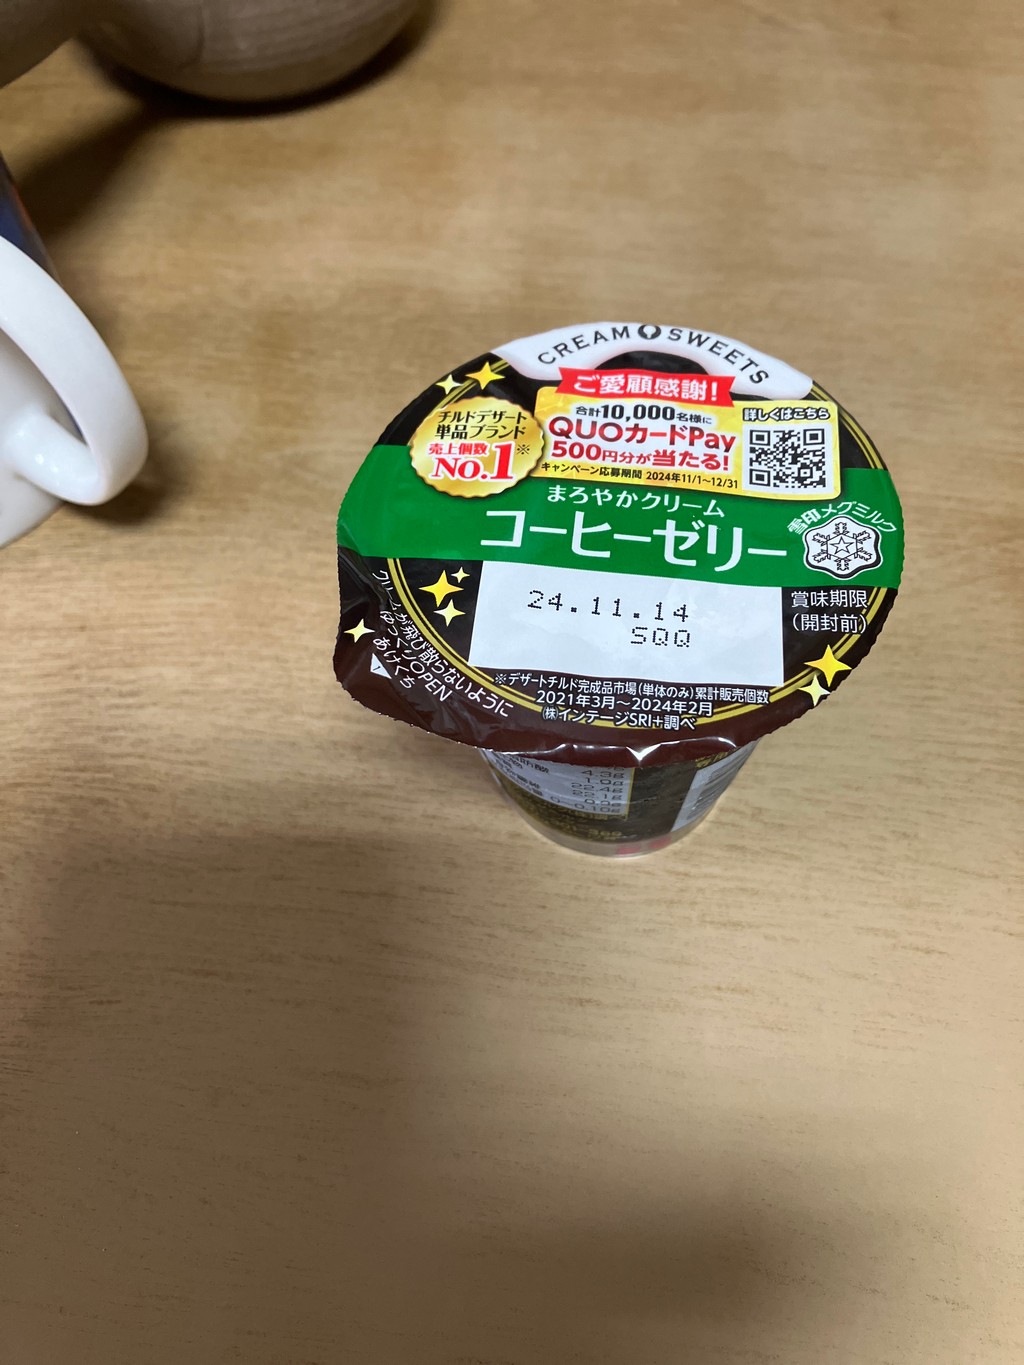 CREAM SWEETS
ご愛顧感謝!
チルドデザート
単品ブランド
売上個数
No.1※
合計10,000名様に
QUOカードPay
500円分が当たる!
キャンペーン応募期間 2024年11/1~12/31
詳しくはこちら
まろやかクリーム
コーヒーゼリー
雪印メグミルク
24.11.14
SQQ
賞味期限
(開封前)
クリームが飛び散らないように
ゆっくりOPEN
あけくち
※デザートチルド完成品市場(単体のみ)累計販売個数
2021年3月~2024年2月
(株)インテージSRI+調べ
4.3g
1.0g
22.4g
22.1g